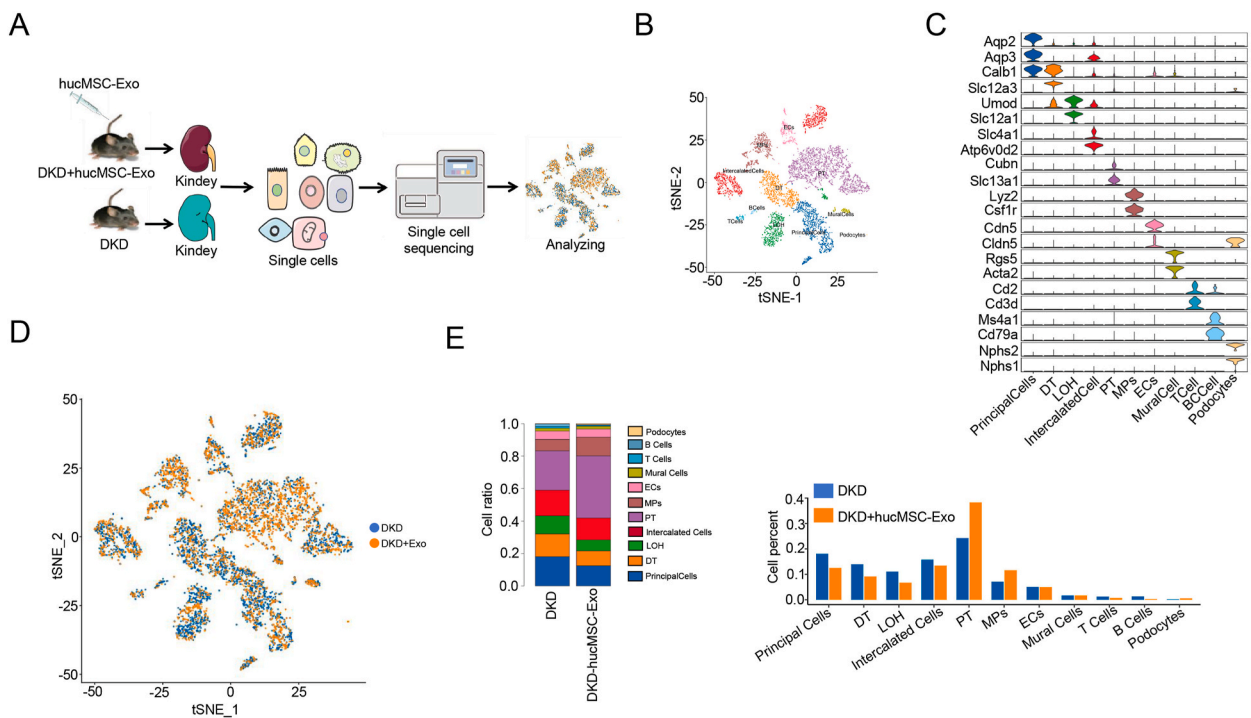 A
hucMSC-Exo
DKD+hucMSC-Exo
Kindey
DKD
Kindey
Single cells
Single cell
sequencing
Analyzing
B
tSNE-2
50
25
0
-25
-50
-50
-25
0
25
50
tSNE-1
ECs
MPs
IntercalatedCells
PT
DT
BCells
TCells
LOH
MuralCells
PrincipalCells
Podocytes
C
Aqp2
Aqp3
Calb1
Slc12a3
Umod
Slc12a1
Slc4a1
Atp6v0d2
Cubn
Slc13a1
Lyz2
Csf1r
Cdn5
Cldn5
Rgs5
Acta2
Cd2
Cd3d
Ms4a1
Cd79a
Nphs2
Nphs1
PrincipalCells
DT
LOH
IntercalatedCell
PT
MPs
ECs
MuralCell
TCell
BCCell
Podocytes
D
tSNE_2
50
25
0
-25
-50
-50
-25
0
25
50
tSNE_1
DKD
DKD+Exo
E
Cell ratio
1.0
0.8
0.6
0.4
0.2
0.0
DKD
DKD-hucMSC-Exo
Podocytes
B Cells
T Cells
Mural Cells
ECs
MPs
PT
Intercalated Cells
LOH
DT
PrincipalCells
Cell percent
0.4
0.3
0.2
0.1
0.0
DKD
DKD+hucMSC-Exo
Principal Cells
DT
LOH
Intercalated Cells
PT
MPs
ECs
Mural Cells
T Cells
B Cells
Podocytes